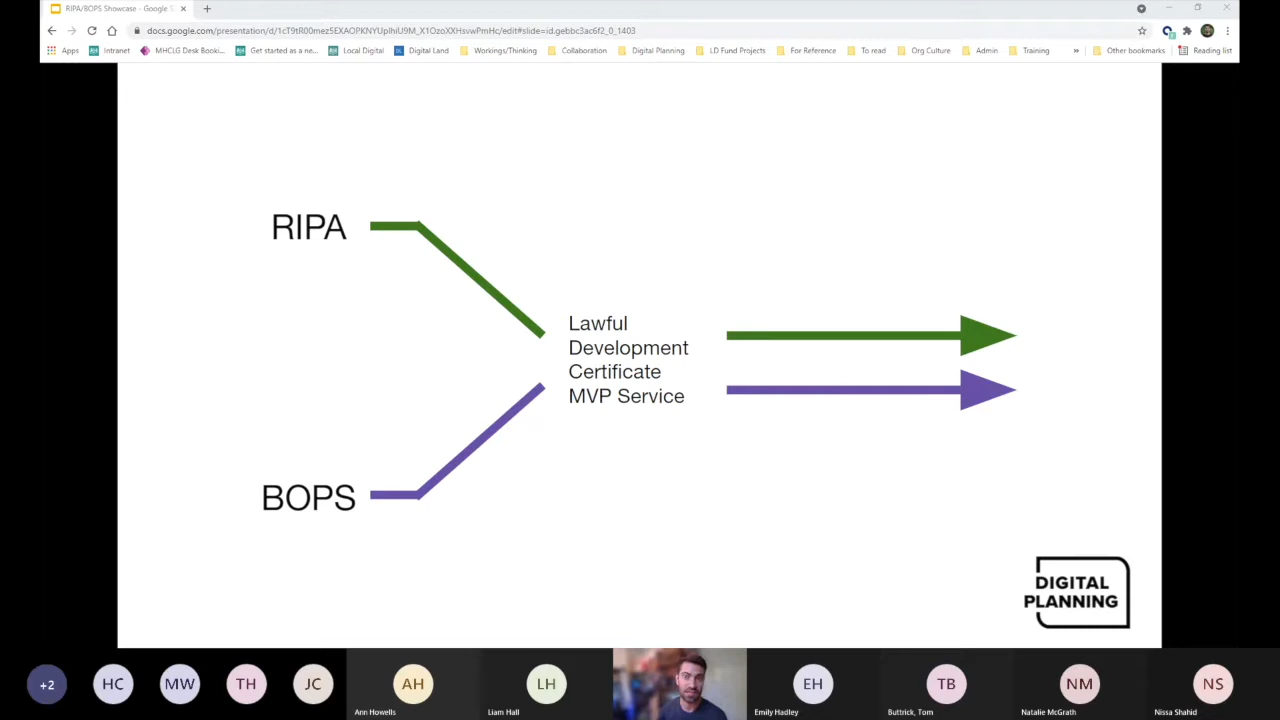 RIPA/BOPS Showcase - Google S
docs.google.com/presentation/d/1cT9tR00mez5EXAOPKNYUpIhiU9M_X1OzoXXHsvwPmHc/edit#slide=id.gebbc3ac6f2_0_1403
Apps Intranet MHCLG Desk Booki... Get started as a ne... Local Digital Digital Land Workings/Thinking Collaboration Digital Planning LD Fund Projects For Reference To read Org Culture Admin Training » Other bookmarks Reading list
RIPA
Lawful
Development
Certificate
MVP Service
BOPS
DIGITAL
PLANNING
+2 HC MW TH JC AH LH EH TB NM NS
Ann Howells Liam Hall Emily Hadley Buttrick, Tom Natalie McGrath Nissa Shahid